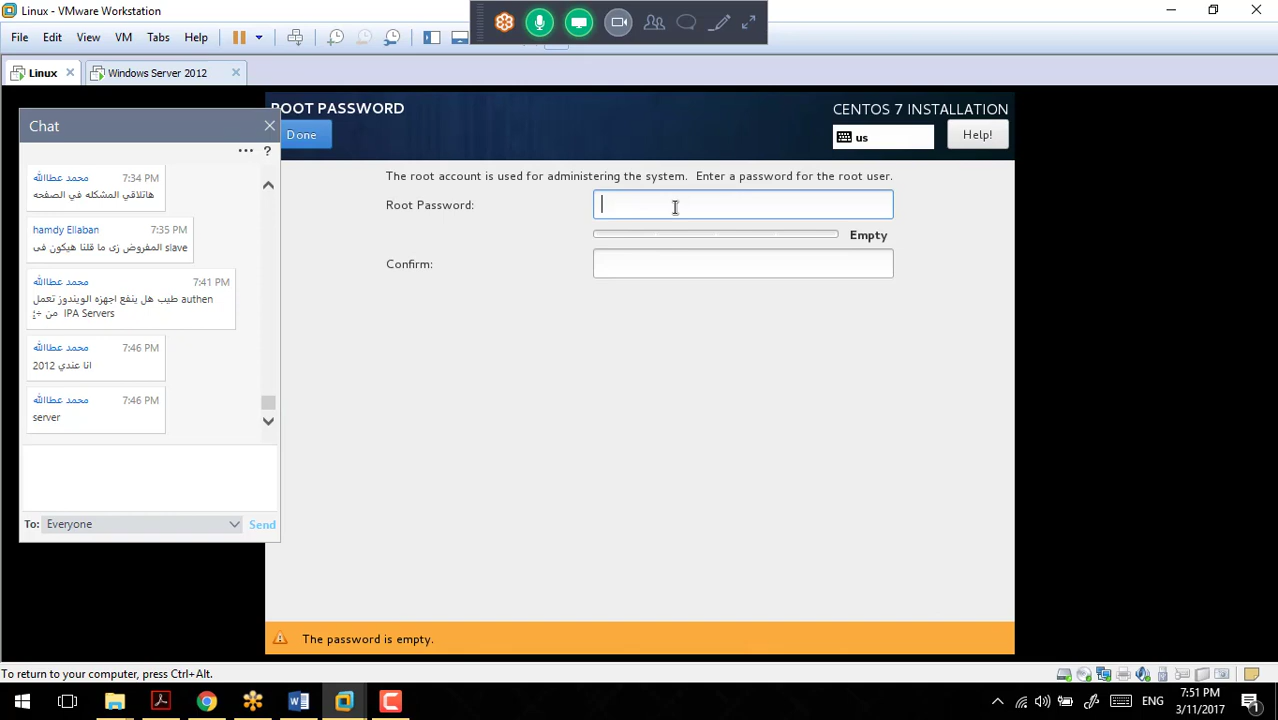 Linux - VMware Workstation
File Edit View VM Tabs Help
Linux Windows Server 2012
ROOT PASSWORD
Done
CENTOS 7 INSTALLATION
us
Help!
The root account is used for administering the system. Enter a password for the root user.
Root Password:
Empty
Confirm:
The password is empty.
Chat
محمد عطاالله 7:34 PM
هاتلاقي المشكله في الصفحه
hamdy Ellaban 7:35 PM
المفروض زى ما قلنا هيكون فى slave
محمد عطاالله 7:41 PM
طيب هل ينفع اجهزه الويندوز تعمل authen
من IPA Servers
محمد عطاالله 7:46 PM
انا عندي 2012
محمد عطاالله 7:46 PM
server
To: Everyone Send
To return to your computer, press Ctrl+Alt.
ENG
7:51 PM
3/11/2017
1